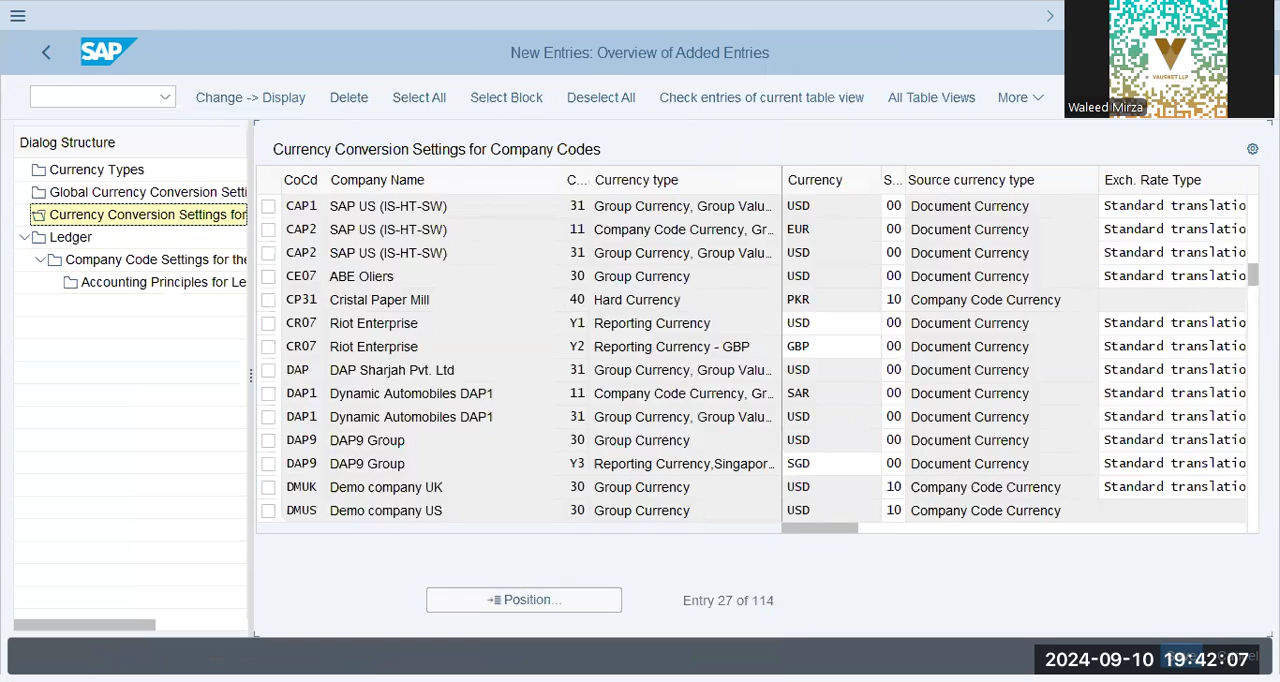 SAP
New Entries: Overview of Added Entries
VAUSNET LLP
Waleed Mirza
Change -> Display Delete Select All Select Block Deselect All Check entries of current table view All Table Views More
Dialog Structure
Currency Types
Global Currency Conversion Setti
Currency Conversion Settings for
Ledger
Company Code Settings for the
Accounting Principles for Le
Currency Conversion Settings for Company Codes
CoCd Company Name C... Currency type Currency S... Source currency type Exch. Rate Type
CAP1 SAP US (IS-HT-SW) 31 Group Currency, Group Valu... USD 00 Document Currency Standard translatio
CAP2 SAP US (IS-HT-SW) 11 Company Code Currency, Gr... EUR 00 Document Currency Standard translatio
CAP2 SAP US (IS-HT-SW) 31 Group Currency, Group Valu... USD 00 Document Currency Standard translatio
CE07 ABE Oliers 30 Group Currency USD 00 Document Currency Standard translatio
CP31 Cristal Paper Mill 40 Hard Currency PKR 10 Company Code Currency
CR07 Riot Enterprise Y1 Reporting Currency USD 00 Document Currency Standard translatio
CR07 Riot Enterprise Y2 Reporting Currency - GBP GBP 00 Document Currency Standard translatio
DAP DAP Sharjah Pvt. Ltd 31 Group Currency, Group Valu... USD 00 Document Currency Standard translatio
DAP1 Dynamic Automobiles DAP1 11 Company Code Currency, Gr... SAR 00 Document Currency Standard translatio
DAP1 Dynamic Automobiles DAP1 31 Group Currency, Group Valu... USD 00 Document Currency Standard translatio
DAP9 DAP9 Group 30 Group Currency USD 00 Document Currency Standard translatio
DAP9 DAP9 Group Y3 Reporting Currency,Singapor... SGD 00 Document Currency Standard translatio
DMUK Demo company UK 30 Group Currency USD 10 Company Code Currency Standard translatio
DMUS Demo company US 30 Group Currency USD 10 Company Code Currency
Position... Entry 27 of 114
2024-09-10 19:42:07